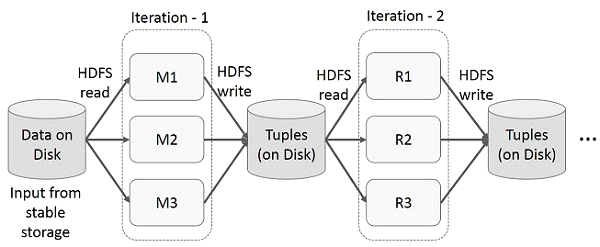 Iteration - 1
Iteration - 2
HDFS
read
M1
HDFS
write
HDFS
read
R1
HDFS
write
Data on
Disk
M2
Tuples
(on Disk)
R2
Tuples
(on Disk)
...
Input from
stable
storage
M3
R3